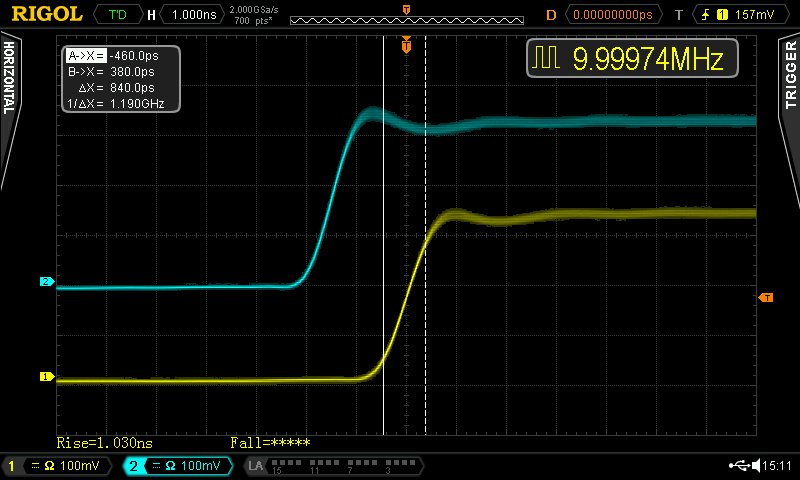 RIGOL T'D H 1.000ns 2.000GSa/s 700 pts* T D 0.00000000ps T 1 157mV
HORIZONTAL
TRIGGER
T
A->X = -460.0ps
B->X = 380.0ps
ΔX = 840.0ps
1/ΔX = 1.190GHz
9.99974MHz
2
T
1
Rise=1.030ns Fall=*****
1 = Ω 100mV 2 = Ω 100mV LA 15 11 7 3 15:11